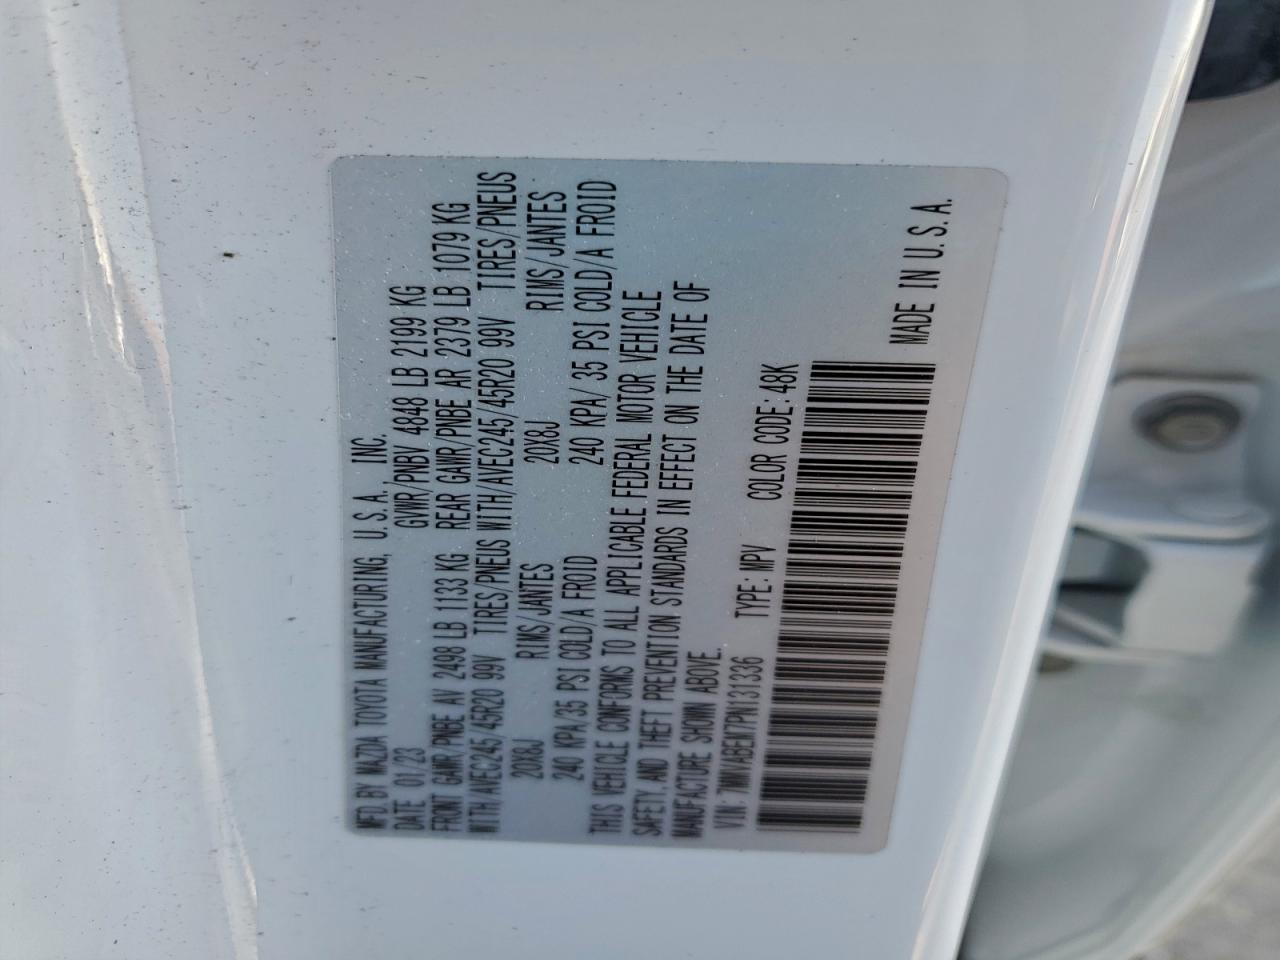 MFD.BY MAZDA TOYOTA MANUFACTURING, U.S.A., INC.
DATE 01/23 GVWR/PNBV 4848 LB 2199 KG
FRONT GAWR/PNBE AV 2498 LB 1133 KG REAR GAWR/PNBE AR 2379 LB 1079 KG
WITH/AVEC245/45R20 99V TIRES/PNEUS WITH/AVEC245/45R20 99V TIRES/PNEUS
20X8J RIMS/JANTES 20X8J RIMS/JANTES
240 KPA/35 PSI COLD/A FROID 240 KPA/ 35 PSI COLD/A FROID
THIS VEHICLE CONFORMS TO ALL APPLICABLE FEDERAL MOTOR VEHICLE
SAFETY, AND THEFT PREVENTION STANDARDS IN EFFECT ON THE DATE OF
MANUFACTURE SHOWN ABOVE.
VIN: 7MMVABEM7PN131336 TYPE: MPV COLOR CODE: 48K
MADE IN U.S.A.